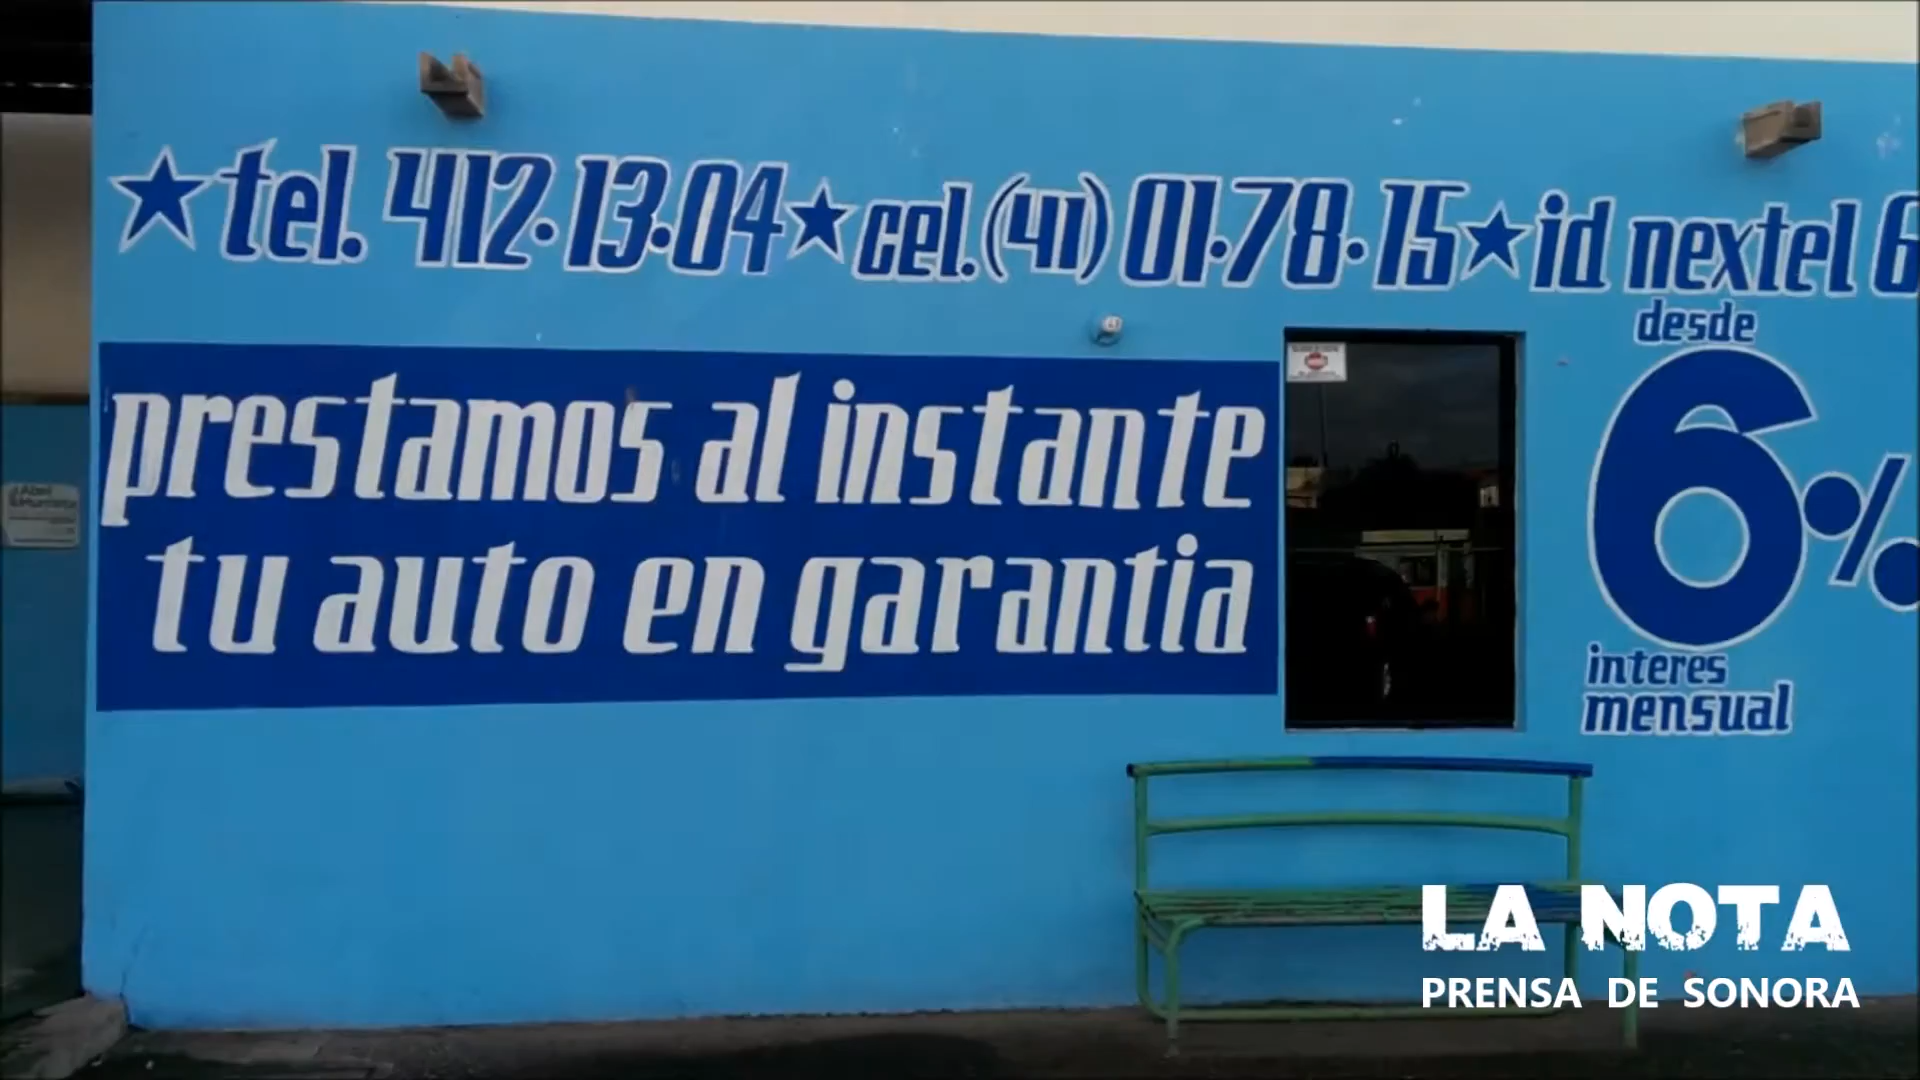 ★tel. 412·13·04★cel.(41) 01·78·15★id nextel 6
prestamos al instante
tu auto en garantia
desde
6%
interes
mensual
LA NOTA
PRENSA DE SONORA